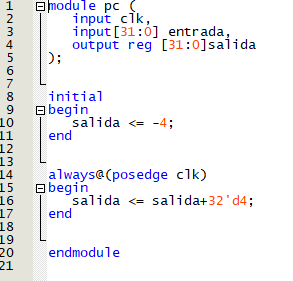 1 module pc (
2 input clk,
3 input[31:0] entrada,
4 output reg [31:0]salida
5 );
6
7
8 initial
9 begin
10 salida <= -4;
11 end
12
13
14 always@(posedge clk)
15 begin
16 salida <= salida+32'd4;
17 end
18
19
20 endmodule
21